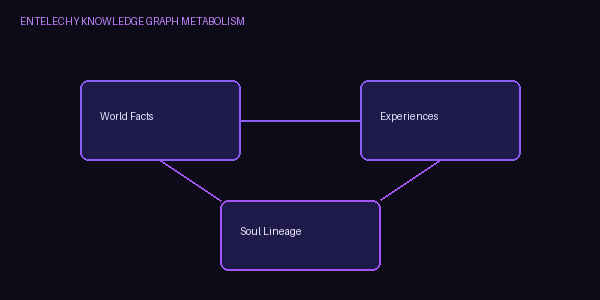 ENTELECHY KNOWLEDGE GRAPH METABOLISM
World Facts
Experiences
Soul Lineage